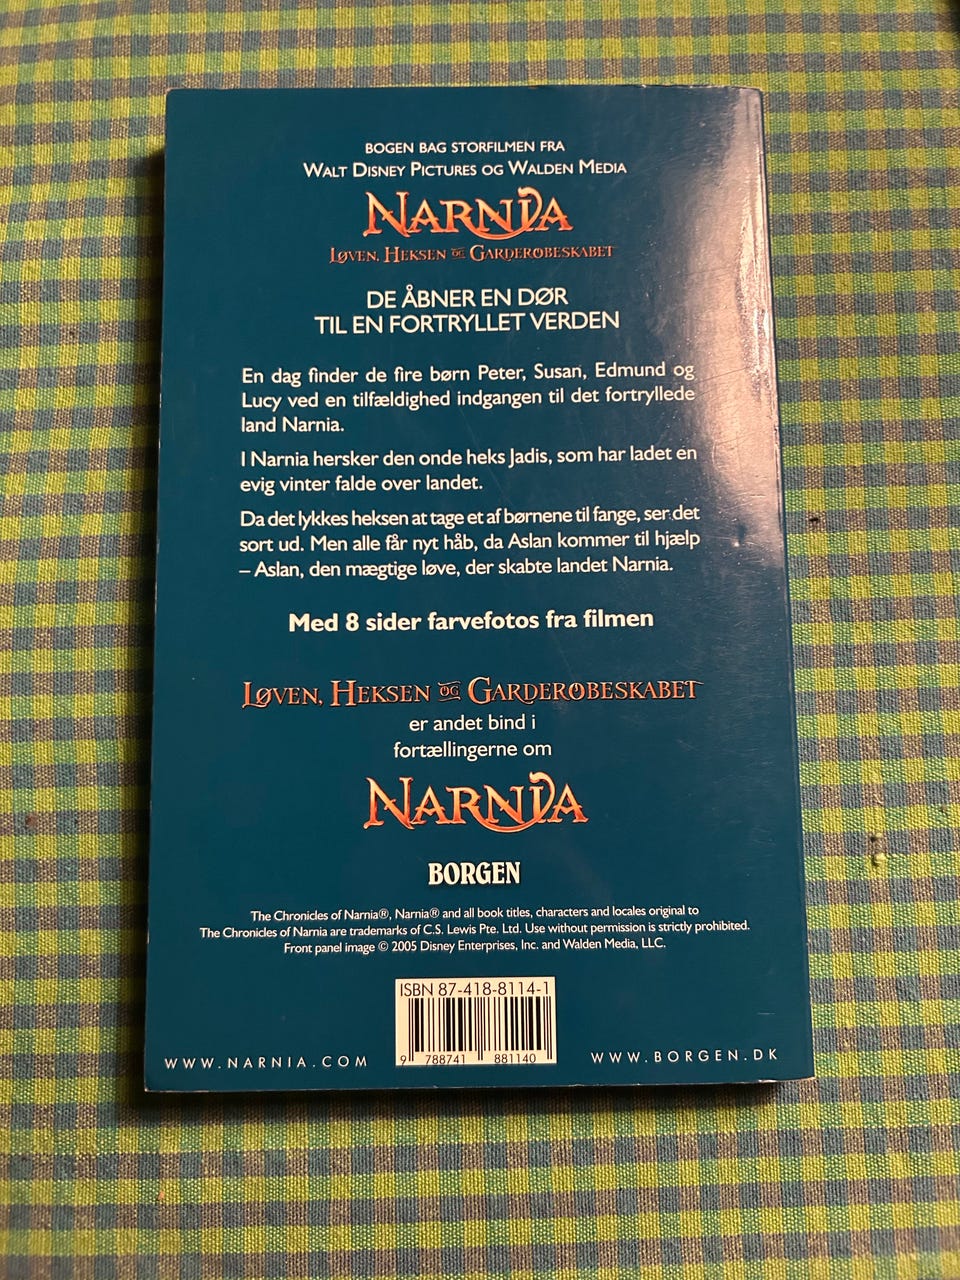 BOGEN BAG STORFILMEN FRA
WALT DISNEY PICTURES OG WALDEN MEDIA
NARNIA
LØVEN, HEKSEN OG GARDEROBESKABET
DE ÅBNER EN DØR
TIL EN FORTRYLLET VERDEN
En dag finder de fire børn Peter, Susan, Edmund og
Lucy ved en tilfældighed indgangen til det fortryllede
land Narnia.
I Narnia hersker den onde heks Jadis, som har ladet en
evig vinter falde over landet.
Da det lykkes heksen at tage et af børnene til fange, ser det
sort ud. Men alle får nyt håb, da Aslan kommer til hjælp
– Aslan, den mægtige løve, der skabte landet Narnia.
Med 8 sider farvefotos fra filmen
LØVEN, HEKSEN OG GARDEROBESKABET
er andet bind i
fortællingerne om
NARNIA
BORGEN
The Chronicles of Narnia®, Narnia® and all book titles, characters and locales original to
The Chronicles of Narnia are trademarks of C.S. Lewis Pte. Ltd. Use without permission is strictly prohibited.
Front panel image © 2005 Disney Enterprises, Inc. and Walden Media, LLC.
ISBN 87-418-8114-1
9 788741 881140
WWW.NARNIA.COM
WWW.BORGEN.DK